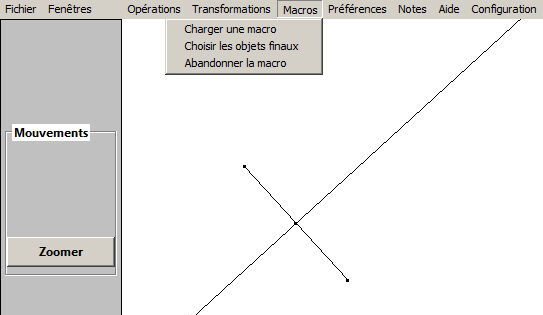 Fichier Fenêtres Opérations Transformations Macros Préférences Notes Aide Configuration
Charger une macro
Choisir les objets finaux
Abandonner la macro
Mouvements
Zoomer